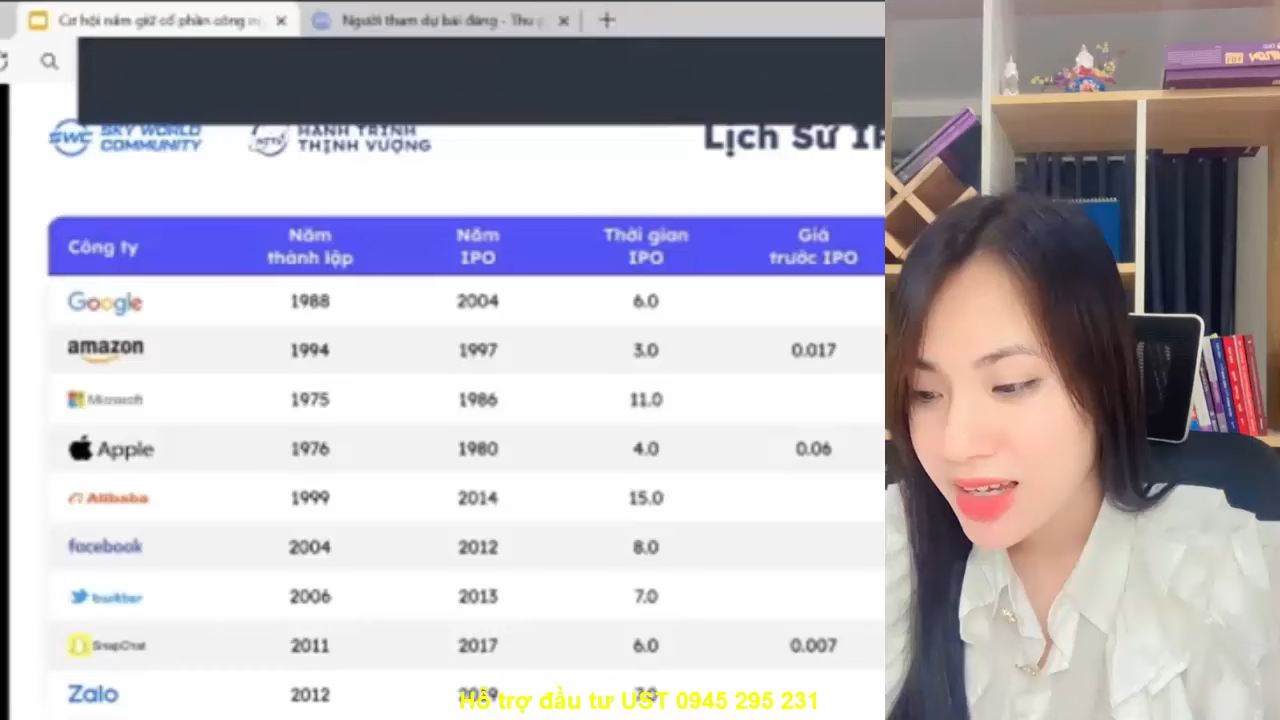 Cơ hội nắm giữ cổ phần công n
Người tham dự bài đăng - Thu
SWC SKY WORLD COMMUNITY
HTTV HÀNH TRÌNH THỊNH VƯỢNG
Lịch Sử IP
Công ty Năm thành lập Năm IPO Thời gian IPO Giá trước IPO
Google 1988 2004 6.0
amazon 1994 1997 3.0 0.017
Microsoft 1975 1986 11.0
Apple 1976 1980 4.0 0.06
Alibaba 1999 2014 15.0
facebook 2004 2012 8.0
twitter 2006 2013 7.0
SnapChat 2011 2017 6.0 0.007
Zalo 2012
Hỗ trợ đầu tư UST 0945 295 231